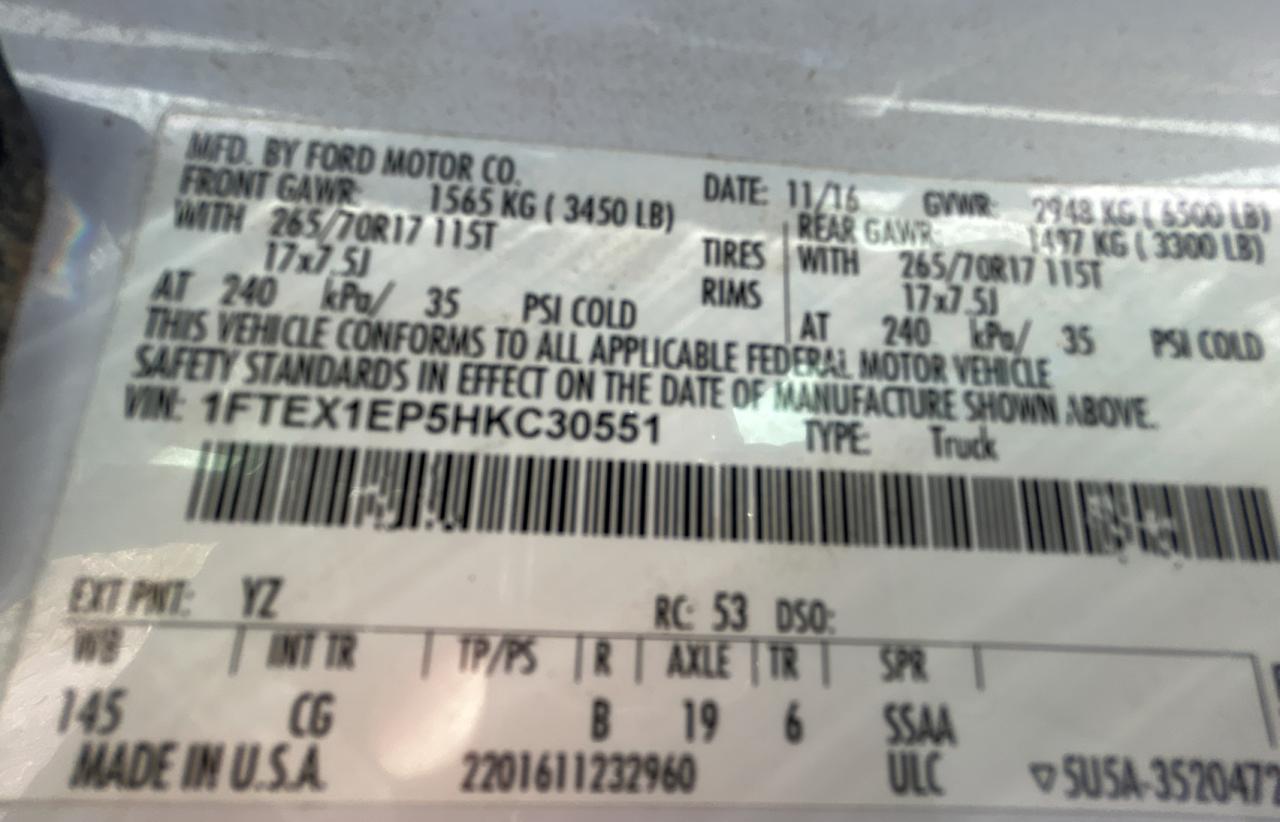 MFD. BY FORD MOTOR CO.
DATE: 11/16 GVWR: 2948 KG ( 6500 LB)
FRONT GAWR: 1565 KG ( 3450 LB) REAR GAWR: 1497 KG ( 3300 LB)
WITH 265/70R17 115T TIRES WITH 265/70R17 115T
17x7.5J RIMS 17x7.5J
AT 240 kPa/ 35 PSI COLD AT 240 kPa/ 35 PSI COLD
THIS VEHICLE CONFORMS TO ALL APPLICABLE FEDERAL MOTOR VEHICLE
SAFETY STANDARDS IN EFFECT ON THE DATE OF MANUFACTURE SHOWN ABOVE.
VIN: 1FTEX1EP5HKC30551 TYPE: Truck
EXT PNT: YZ RC: 53 DSO:
WB INT TR TP/PS R AXLE TR SPR
145 CG B 19 6 SSAA
MADE IN U.S.A. 2201611232960 ULC ▽5U5A-3520472